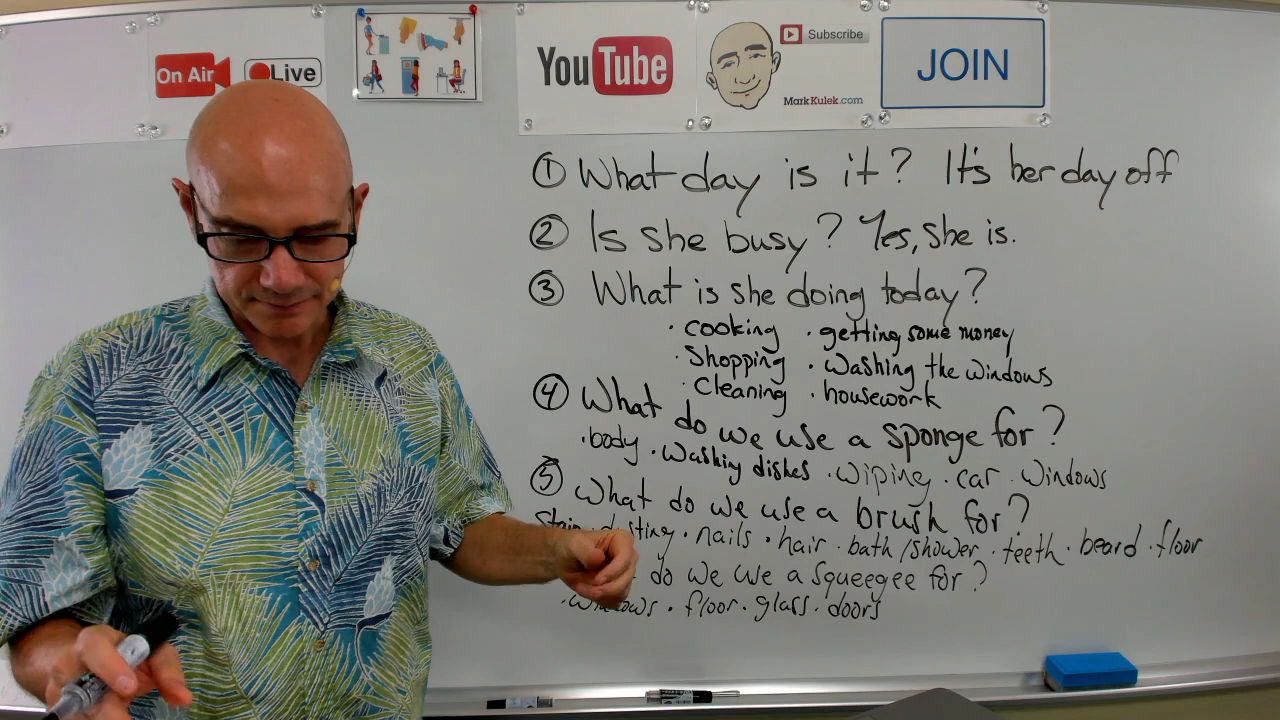 On Air
Live
YouTube
Subscribe
MarkKulek.com
JOIN
① What day is it? It's her day off
② Is she busy? Yes, she is.
③ What is she doing today?
· cooking · getting some money
· Shopping · Washing the windows
· Cleaning · housework
④ What do we use a sponge for?
· body · Washing dishes · wiping · car · windows
⑤ What do we use a brush for?
· nails · hair · bath/shower · teeth · beard · floor
do we use a squeegee for?
· windows · floor · glass · doors